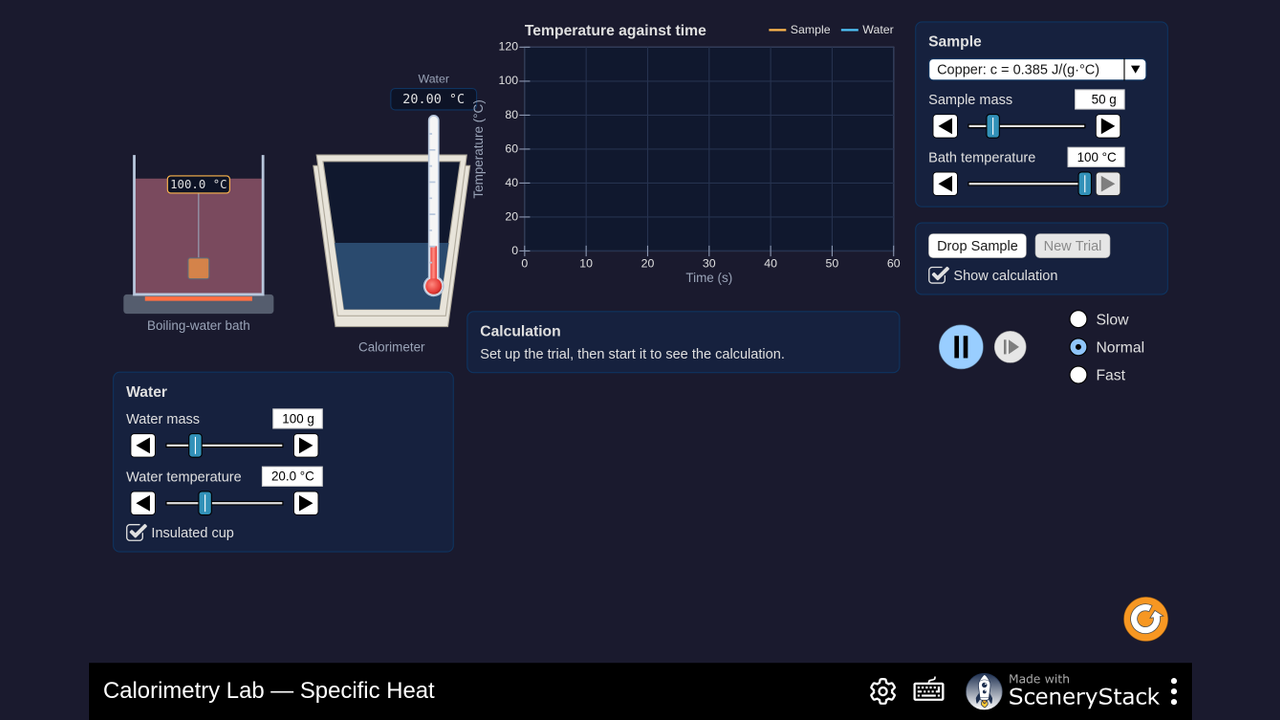 Temperature against time
Sample
Water
120
100
80
60
40
20
0
0
10
20
30
40
50
60
Temperature (°C)
Time (s)
Water
20.00 °C
100.0 °C
Boiling-water bath
Calorimeter
Sample
Copper: c = 0.385 J/(g·°C)
Sample mass
50 g
Bath temperature
100 °C
Drop Sample
New Trial
Show calculation
Calculation
Set up the trial, then start it to see the calculation.
Slow
Normal
Fast
Water
Water mass
100 g
Water temperature
20.0 °C
Insulated cup
Calorimetry Lab — Specific Heat
Made with
SceneryStack